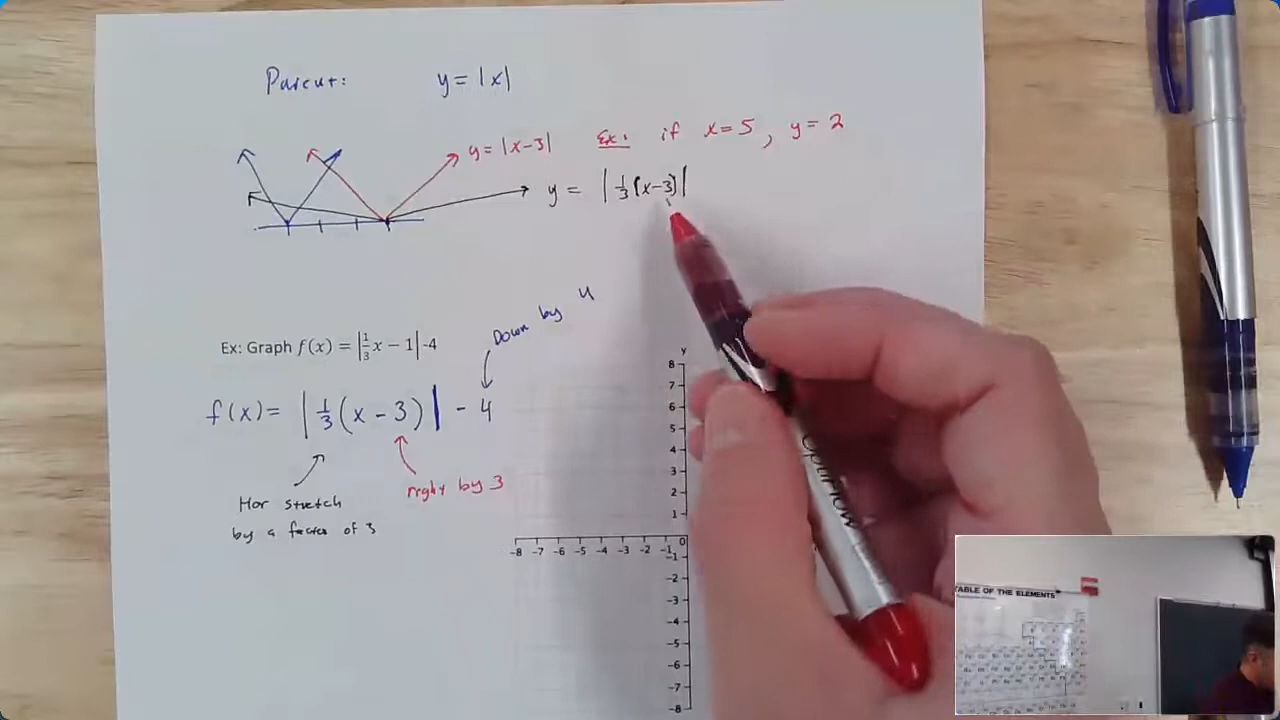 Parent: y = |x|
y = |x-3| Ex: if x=5, y=2
y = |1/3(x-3)|
Down by 4
Ex: Graph f(x) = |1/3x − 1|-4
f(x)= |1/3(x-3)| - 4
Hor stretch
by a factor of 3
right by 3
y
8
7
6
5
4
3
2
1
-8 -7 -6 -5 -4 -3 -2 -1 0
-1
-2
-3
-4
-5
-6
-7
-8
OptiFlow
TABLE OF THE ELEMENTS